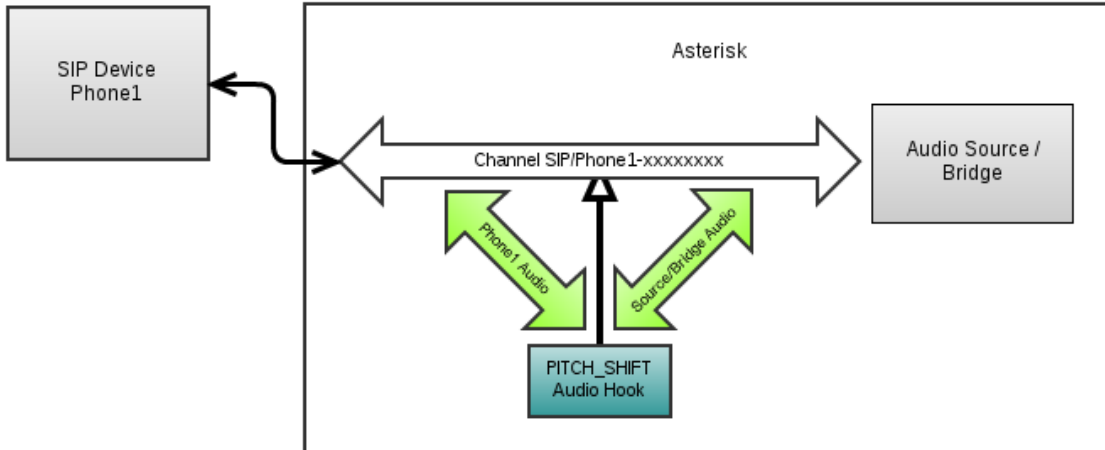 SIP Device
Phone1
Asterisk
Channel SIP/Phone1-xxxxxxxx
Audio Source /
Bridge
Phone1 Audio
Source/Bridge Audio
PITCH_SHIFT
Audio Hook